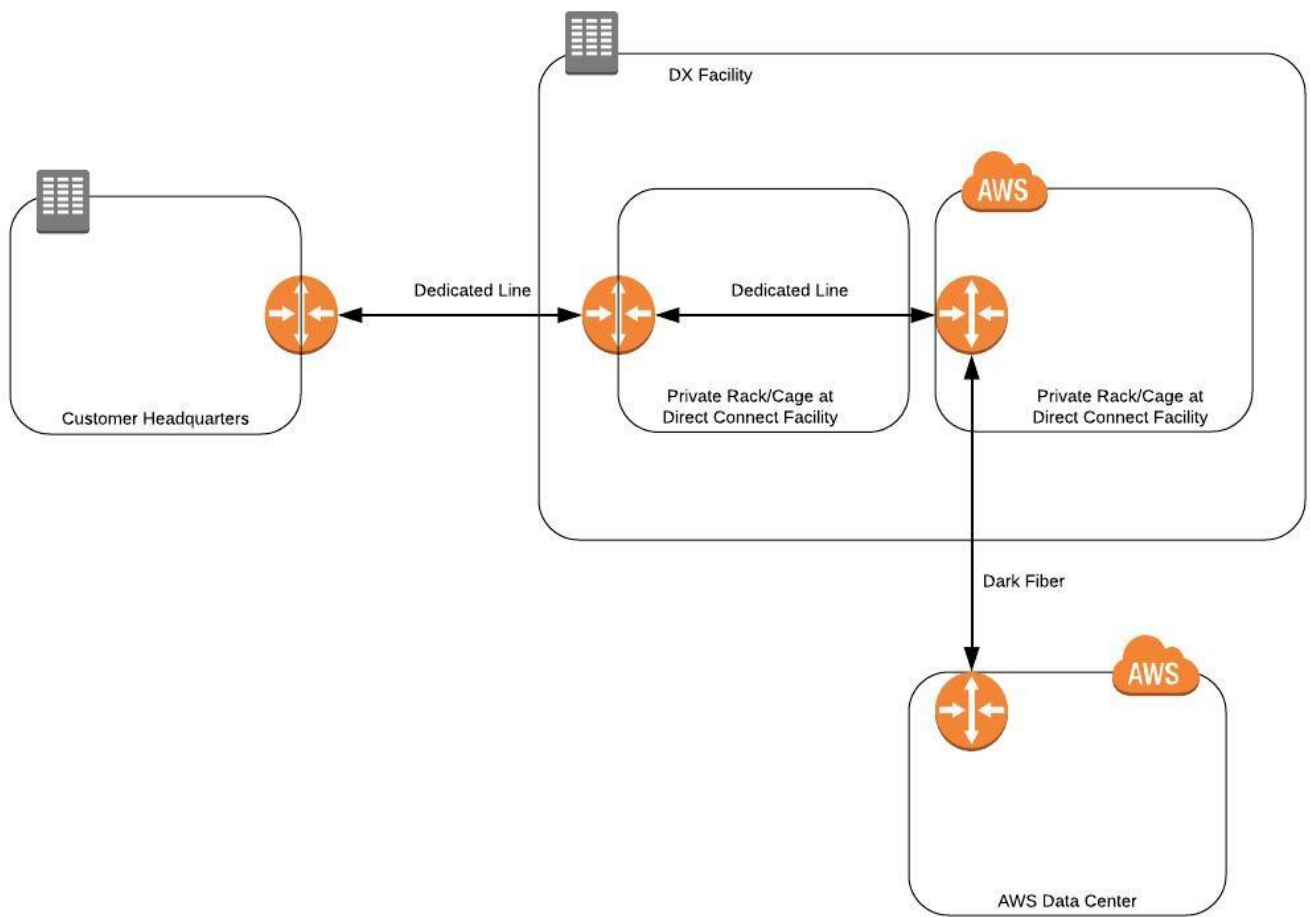 DX Facility
AWS
Dedicated Line
Dedicated Line
Private Rack/Cage at
Direct Connect Facility
Private Rack/Cage at
Direct Connect Facility
Customer Headquarters
Dark Fiber
AWS
AWS Data Center